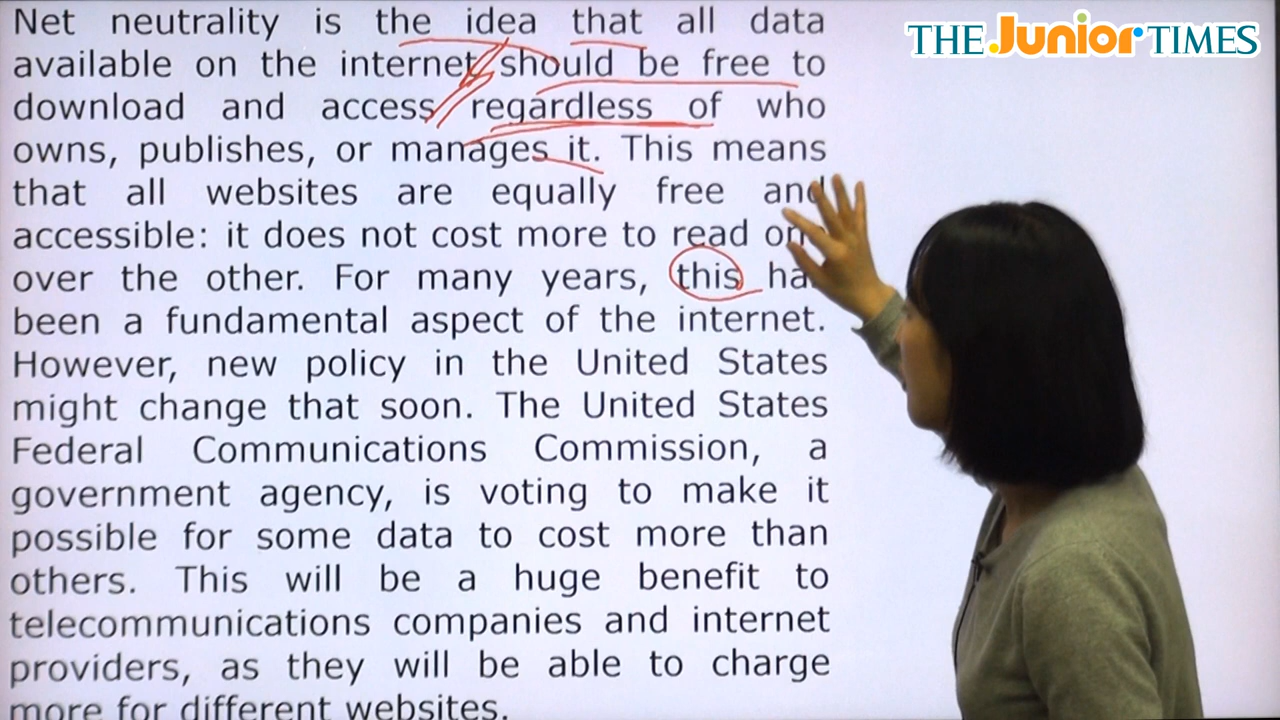 THE Junior TIMES
Net neutrality is the idea that all data
available on the internet should be free to
download and access regardless of who
owns, publishes, or manages it. This means
that all websites are equally free and
accessible: it does not cost more to read
over the other. For many years, this
been a fundamental aspect of the internet.
However, new policy in the United States
might change that soon. The United States
Federal Communications Commission, a
government agency, is voting to make it
possible for some data to cost more than
others. This will be a huge benefit to
telecommunications companies and internet
providers, as they will be able to charge
more for different websites.